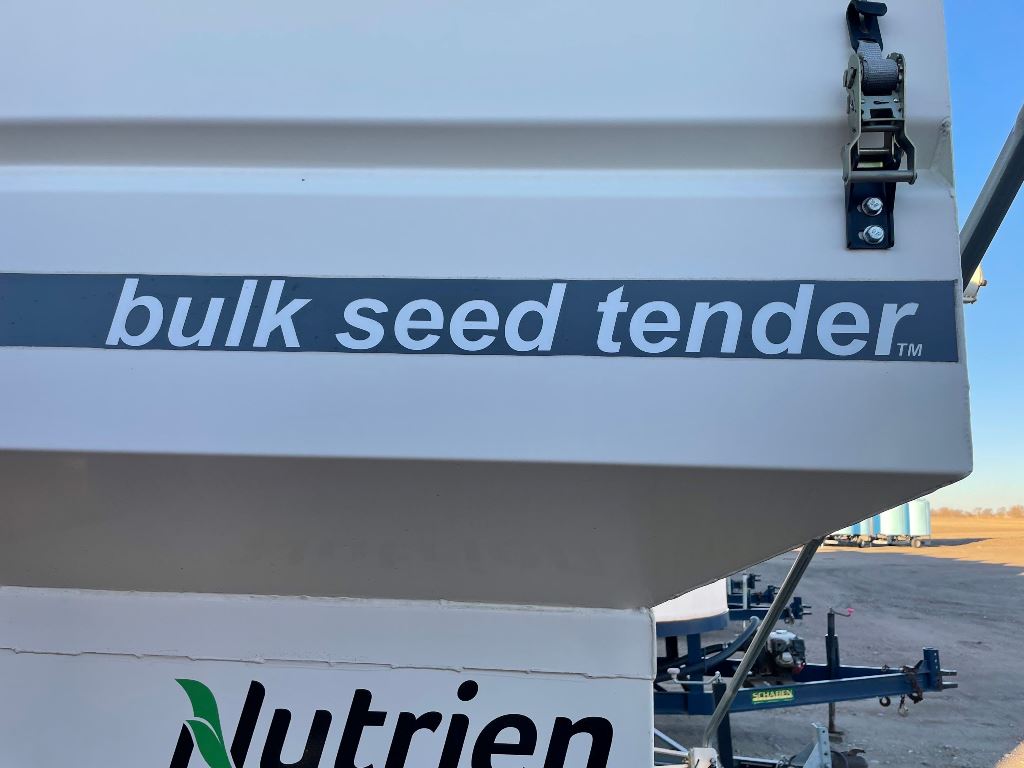 bulk seed tender™
SCHABEN
Nutrien